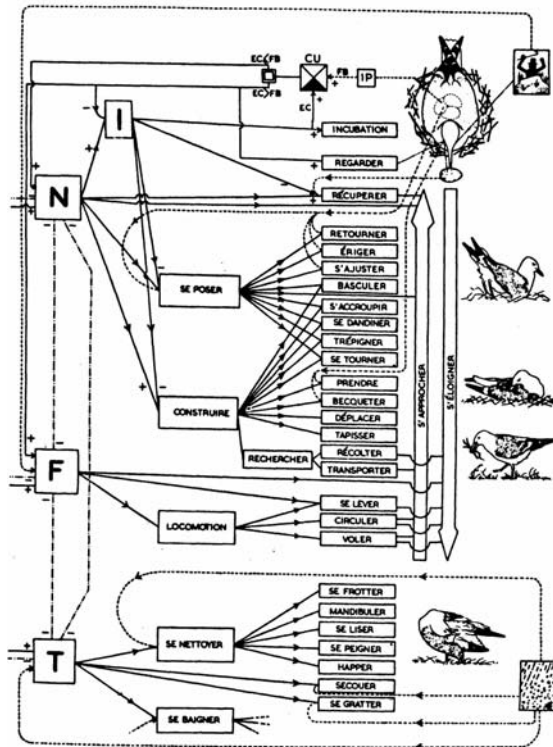 EC>FB
CU
FB
IP
EC>FB
EC
I
INCUBATION
REGARDER
RÉCUPERER
N
RETOURNER
ÉRIGER
S'AJUSTER
SE POSER
BASCULER
S'ACCROUPIR
SE DANDINER
TRÉPIGNER
SE TOURNER
PRENDRE
CONSTRUIRE
BECQUETER
DÉPLACER
TAPISSER
RECHERCHER
RÉCOLTER
TRANSPORTER
S'APPROCHER
S'ÉLOIGNER
F
LOCOMOTION
SE LEVER
CIRCULER
VOLER
SE FROTTER
MANDIBULER
SE LISER
T
SE NETTOYER
SE PEIGNER
HAPPER
SECOUER
SE GRATTER
SE BAIGNER